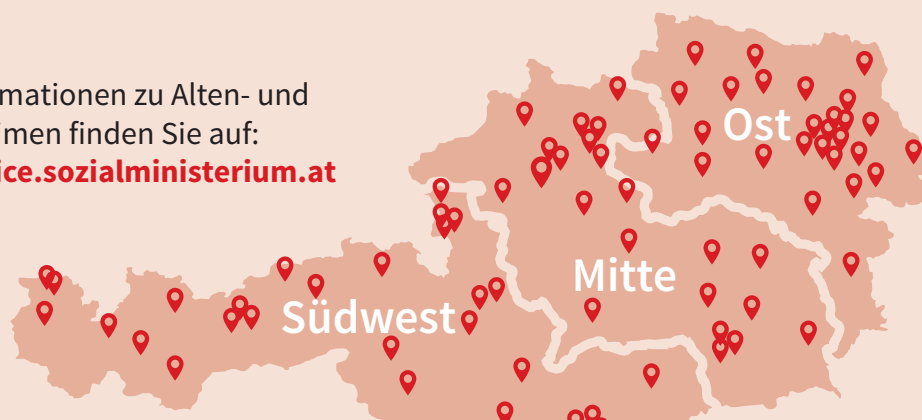 mationen zu Alten- und
imen finden Sie auf:
ice.sozialministerium.at
Ost
Mitte
Südwest